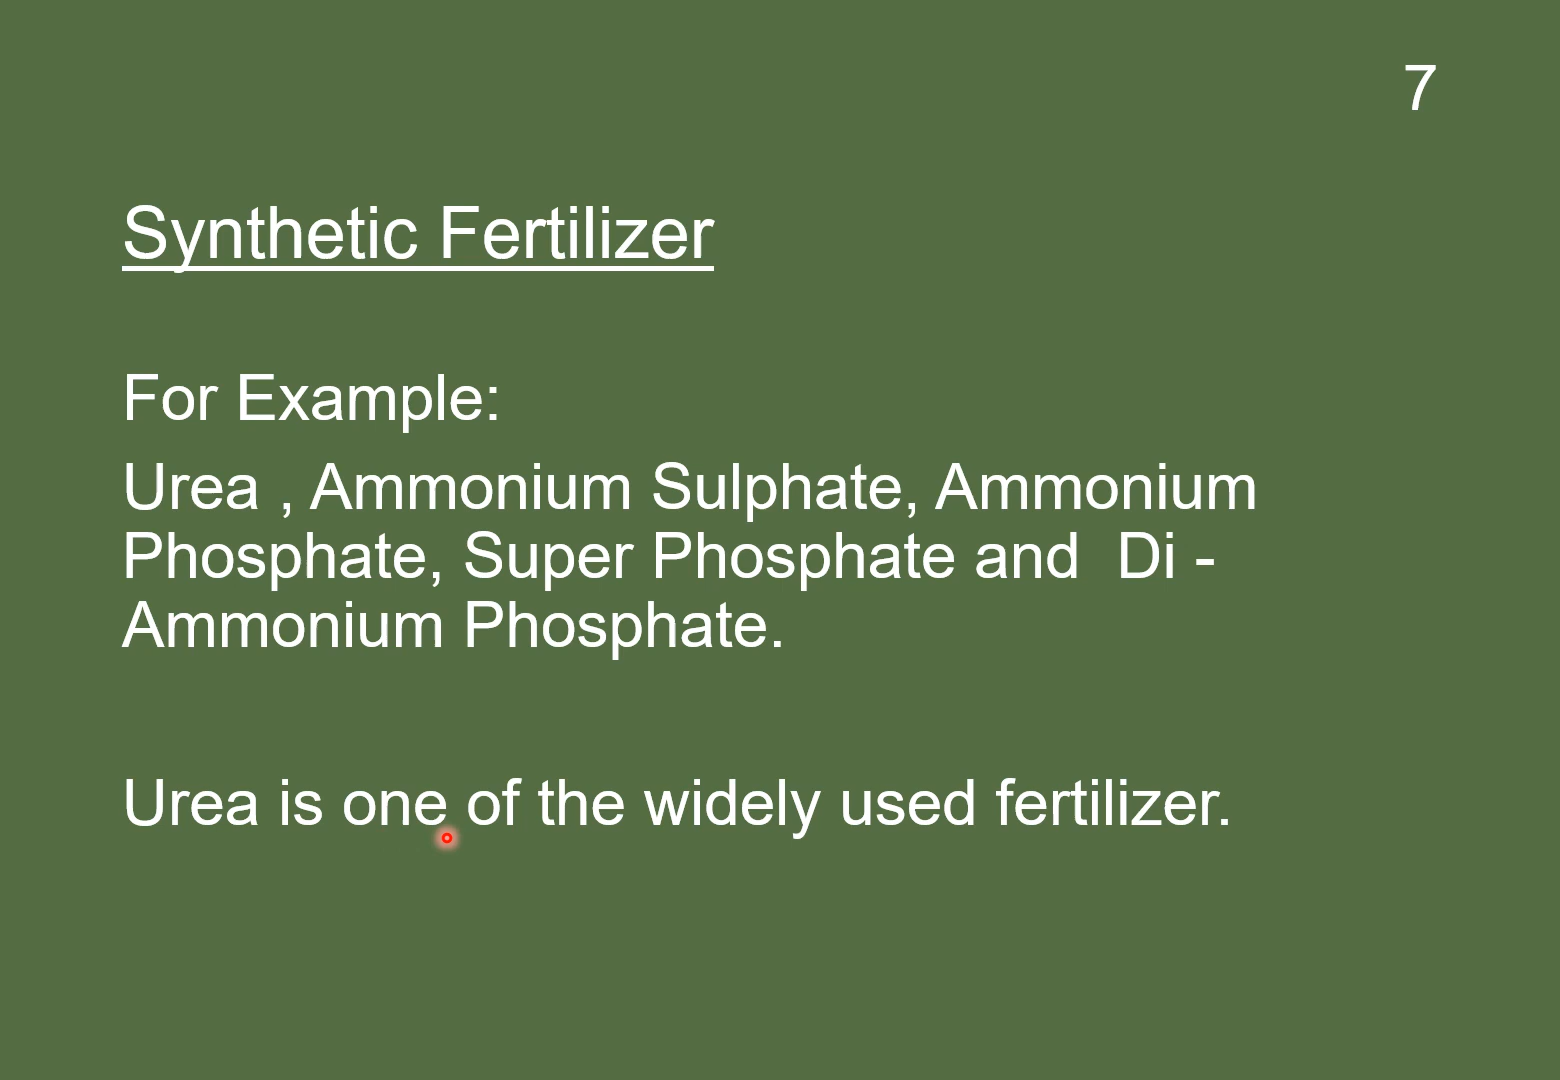 7
Synthetic Fertilizer
For Example:
Urea , Ammonium Sulphate, Ammonium
Phosphate, Super Phosphate and  Di -
Ammonium Phosphate.
Urea is one of the widely used fertilizer.